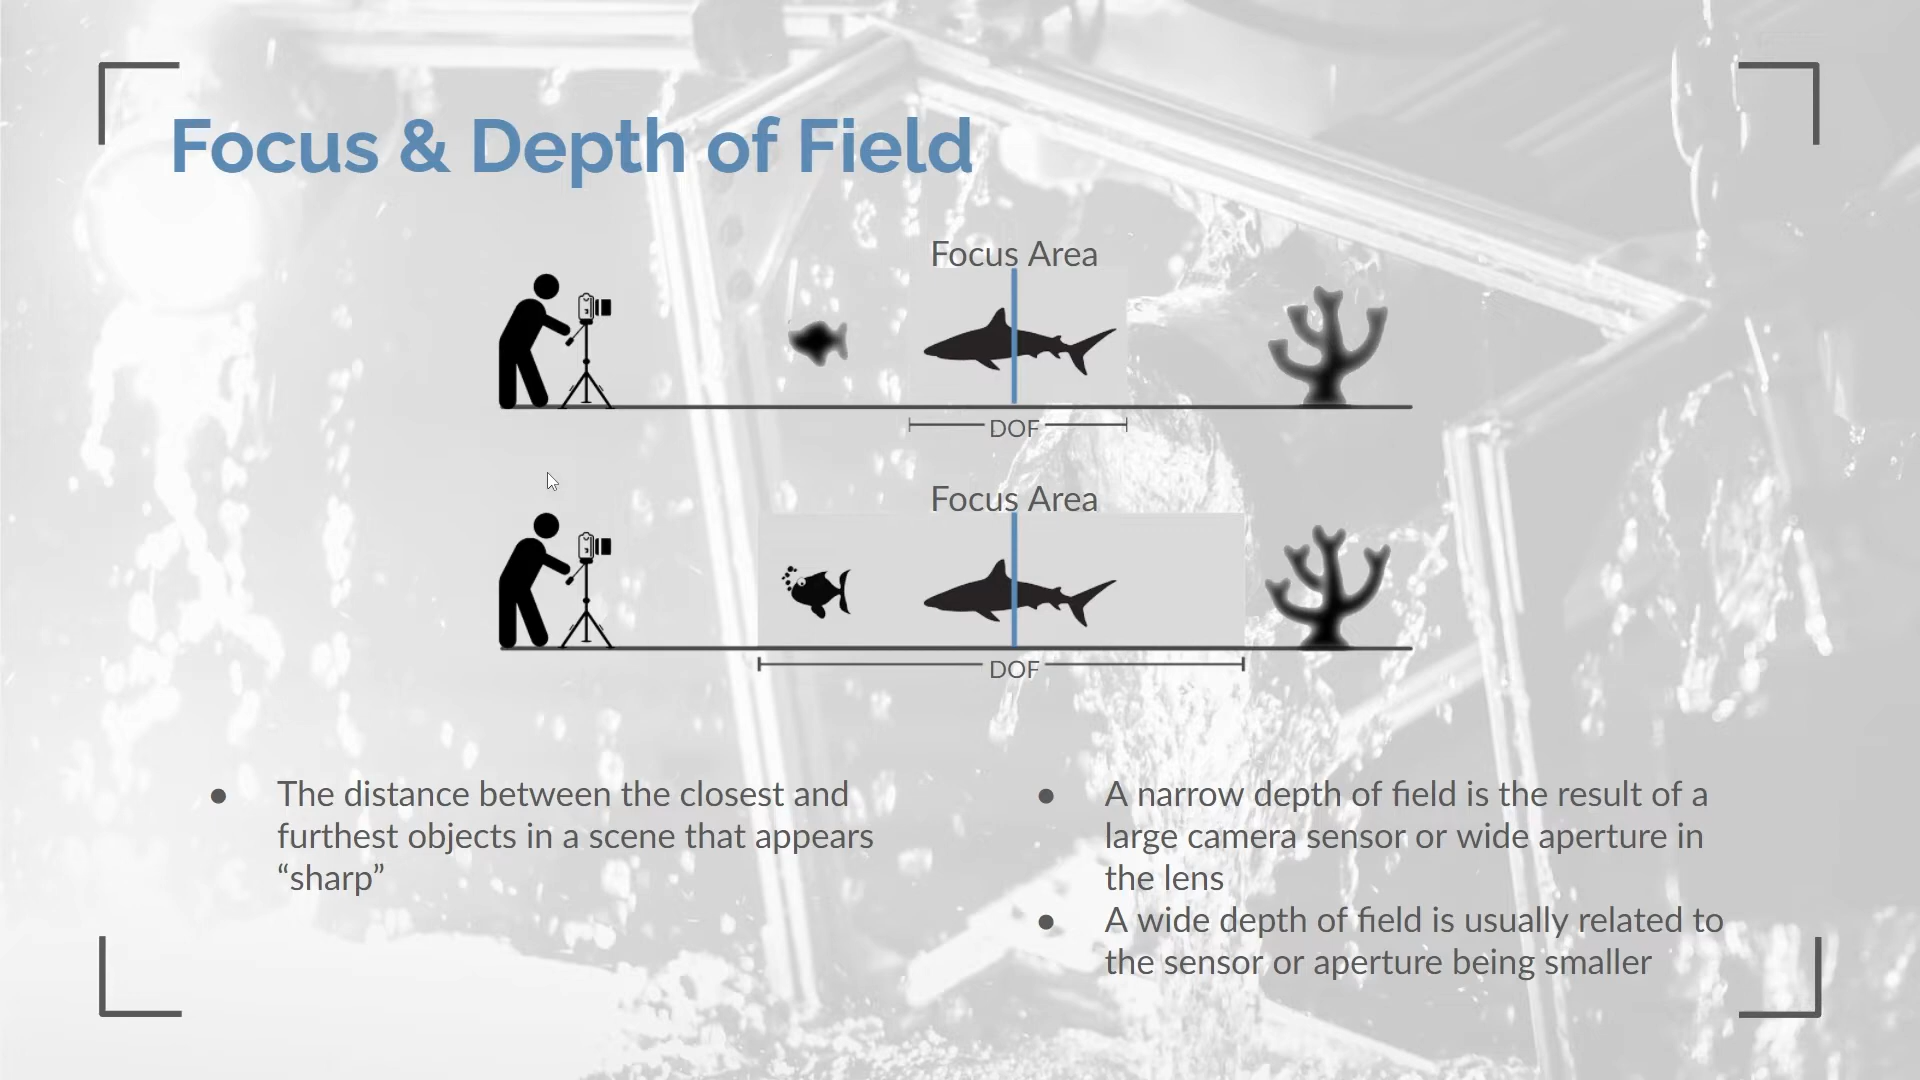 Focus & Depth of Field
Focus Area
DOF
Focus Area
DOF
● The distance between the closest and
furthest objects in a scene that appears
“sharp”
● A narrow depth of field is the result of a
large camera sensor or wide aperture in
the lens
● A wide depth of field is usually related to
the sensor or aperture being smaller